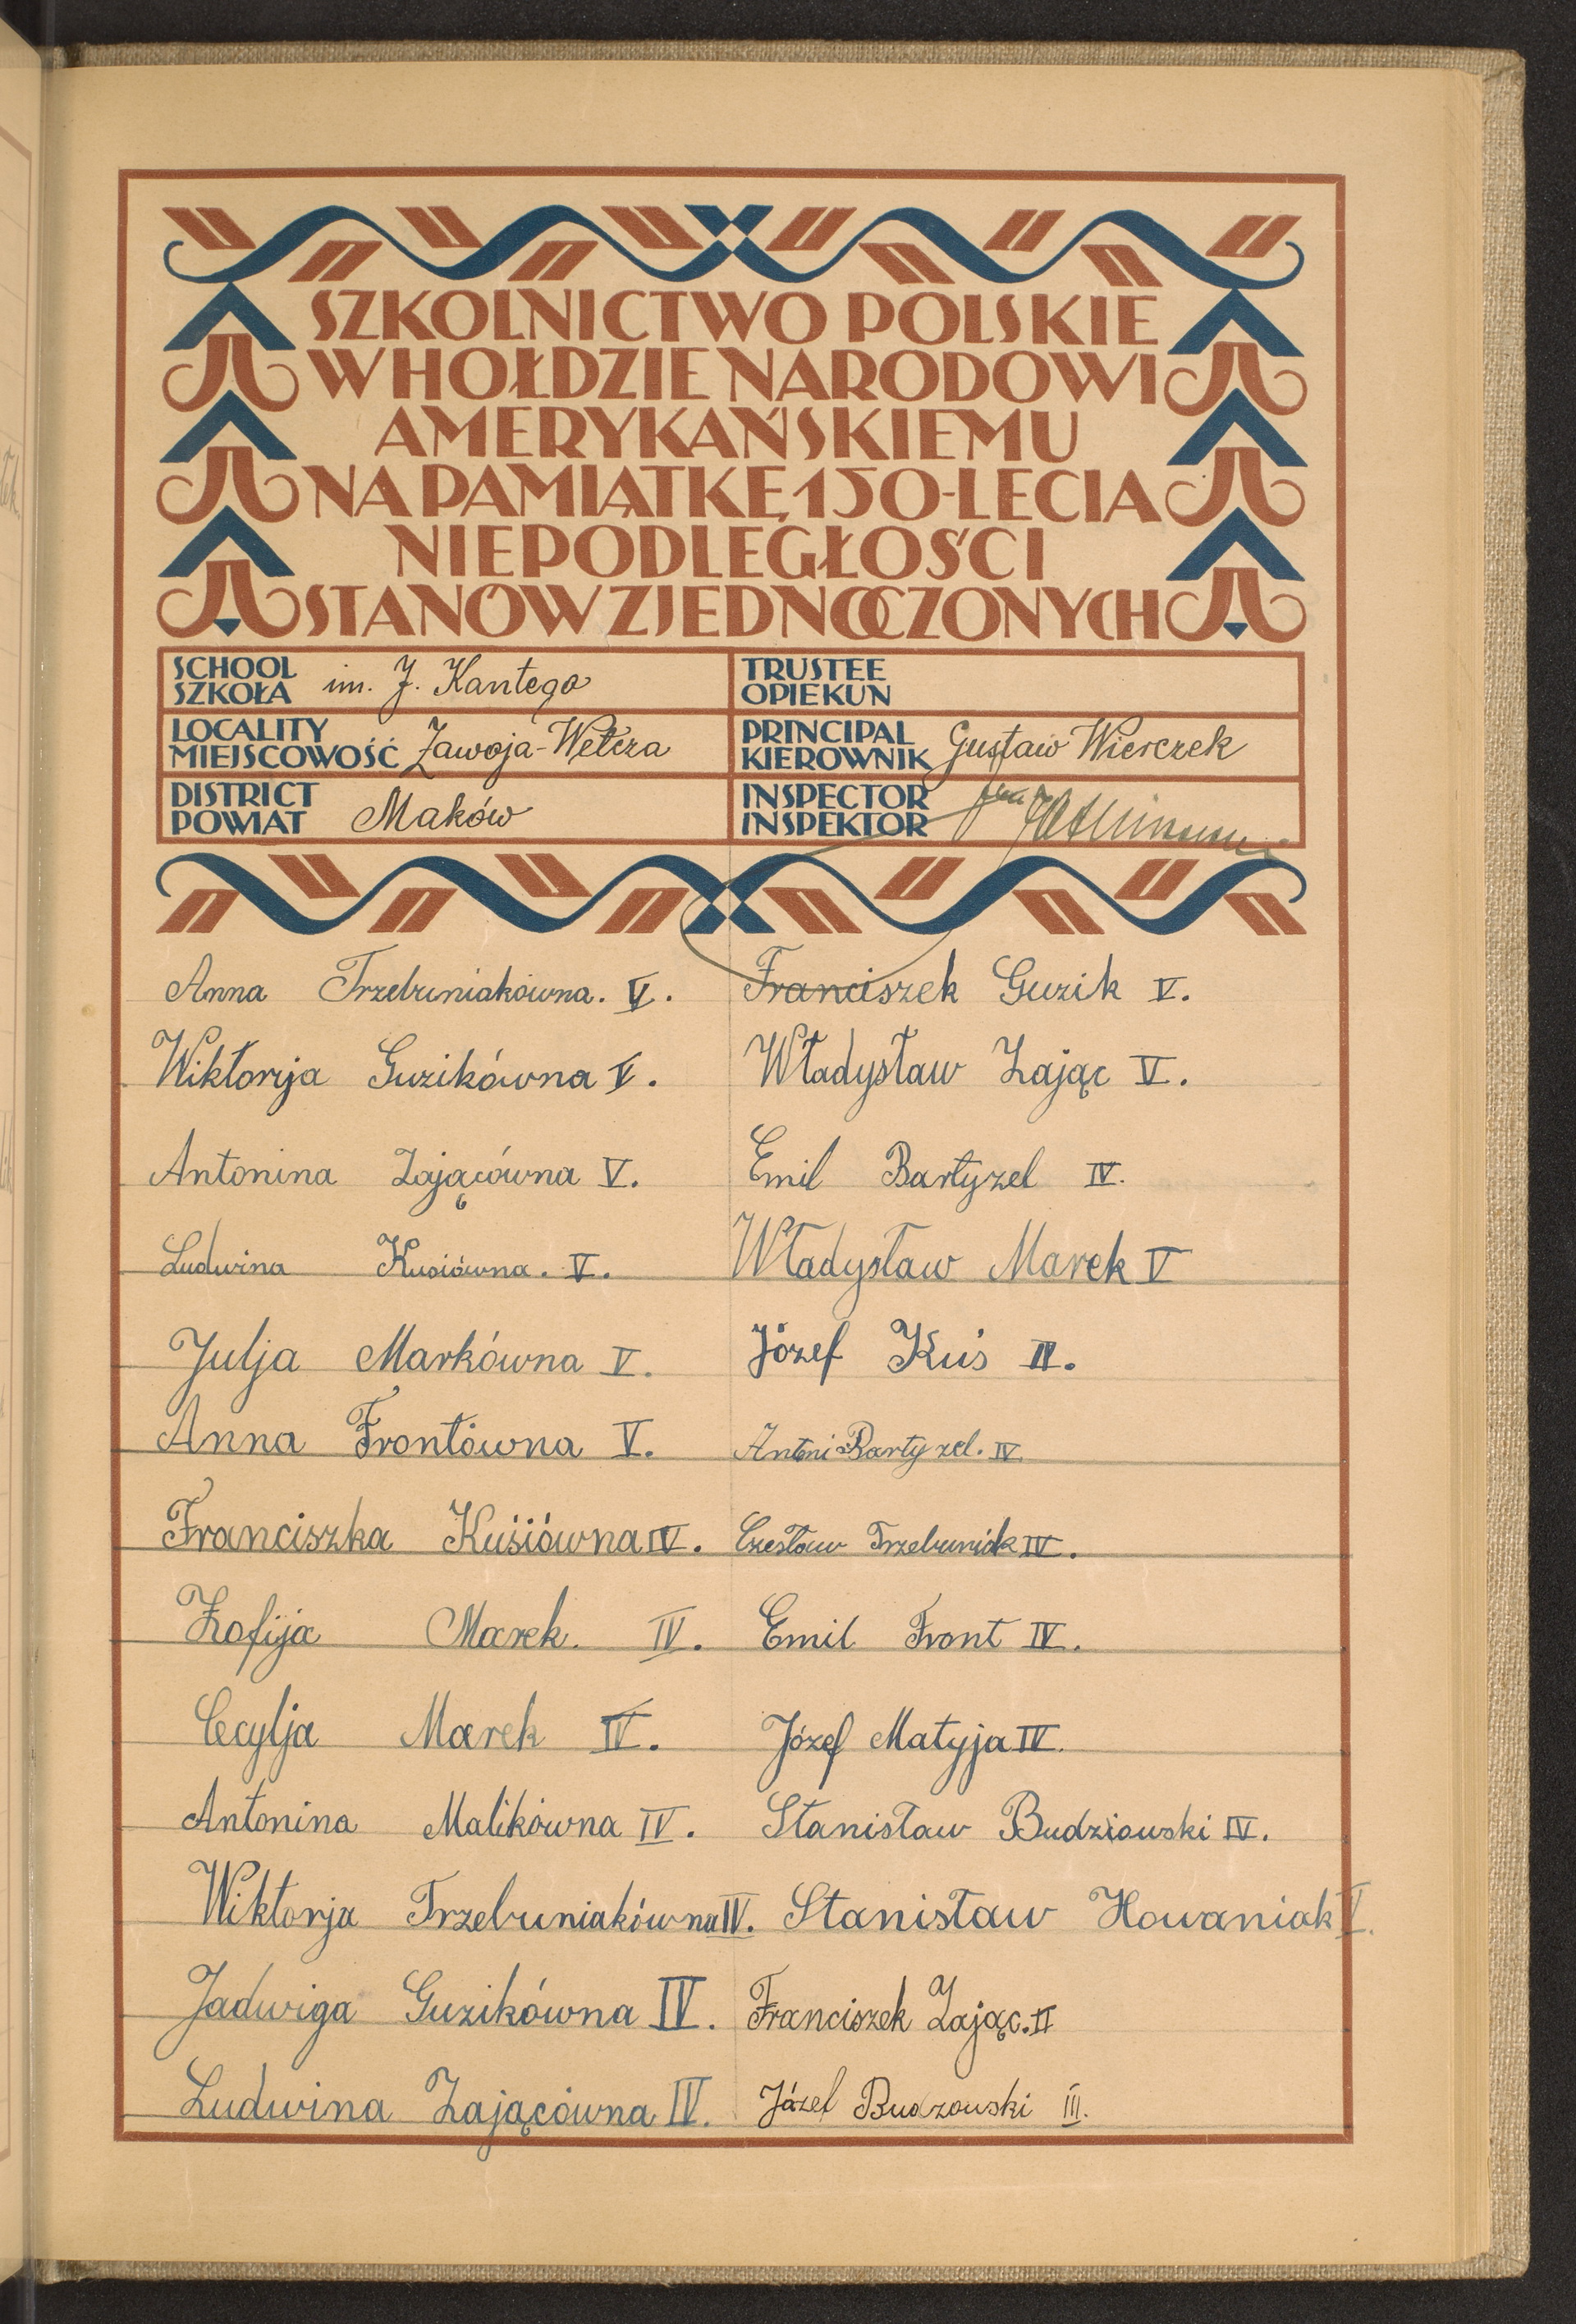 SZKOLNICTWO POLSKIE
W HOŁDZIE NARODOWI
AMERYKAŃSKIEMU
NA PAMIĄTKĘ 150-LECIA
NIEPODLEGŁOŚCI
STANÓW ZJEDNOCZONYCH
SCHOOL
SZKOŁA im. J. Kantego
TRUSTEE
OPIEKUN
LOCALITY
MIEJSCOWOŚĆ Zawoja-Wełcza
PRINCIPAL
KIEROWNIK Gustaw Wierczek
DISTRICT
POWIAT Maków
INSPECTOR
INSPEKTOR
Anna Trzebuniakówna. V.
Wiktorija Guzikówna V.
Antonina Zającówna V.
Ludwina Kusiówna. V.
Julja Markówna V.
Anna Frontówna V.
Franciszka Kuśiówna IV.
Zofija Marek. IV.
Cecylja Marek IV.
Antonina Malikówna IV.
Wiktorja Trzebuniakówna IV.
Jadwiga Guzikówna IV.
Ludwina Zającówna IV.
Franciszek Guzik V.
Władysław Zając V.
Emil Bartyzel IV.
Władysław Marek V
Józef Kuś IV.
Antoni Bartyzel. IV.
Czesław Trzebuniak IV.
Emil Front IV.
Józef Matyja IV.
Stanisław Budziowski IV.
Stanisław Howaniak V.
Franciszek Zając. II
Józef Budzowski III.